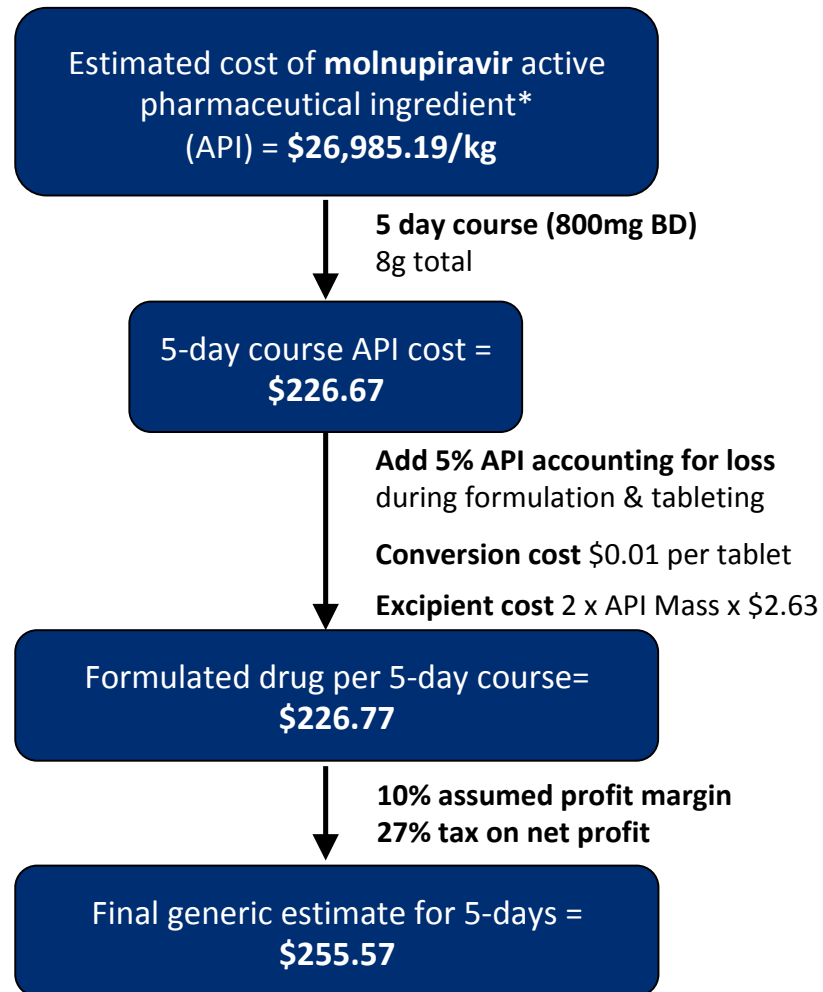 Estimated cost of molnupiravir active
pharmaceutical ingredient*
(API) = $26,985.19/kg
5 day course (800mg BD)
8g total
5-day course API cost =
$226.67
Add 5% API accounting for loss
during formulation & tableting
Conversion cost $0.01 per tablet
Excipient cost 2 x API Mass x $2.63
Formulated drug per 5-day course=
$226.77
10% assumed profit margin
27% tax on net profit
Final generic estimate for 5-days =
$255.57